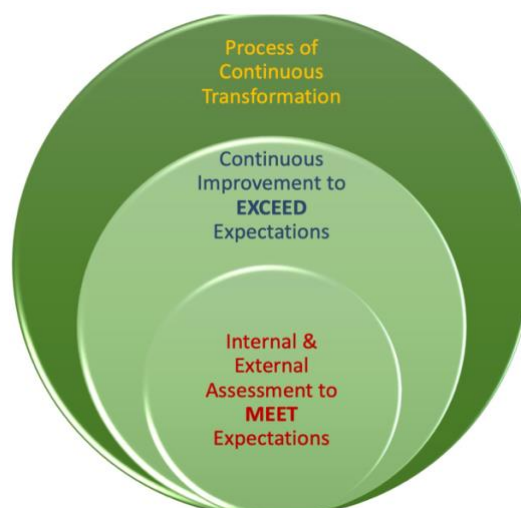 Process of
Continuous
Transformation
Continuous
Improvement to
EXCEED
Expectations
Internal &
External
Assessment to
MEET
Expectations